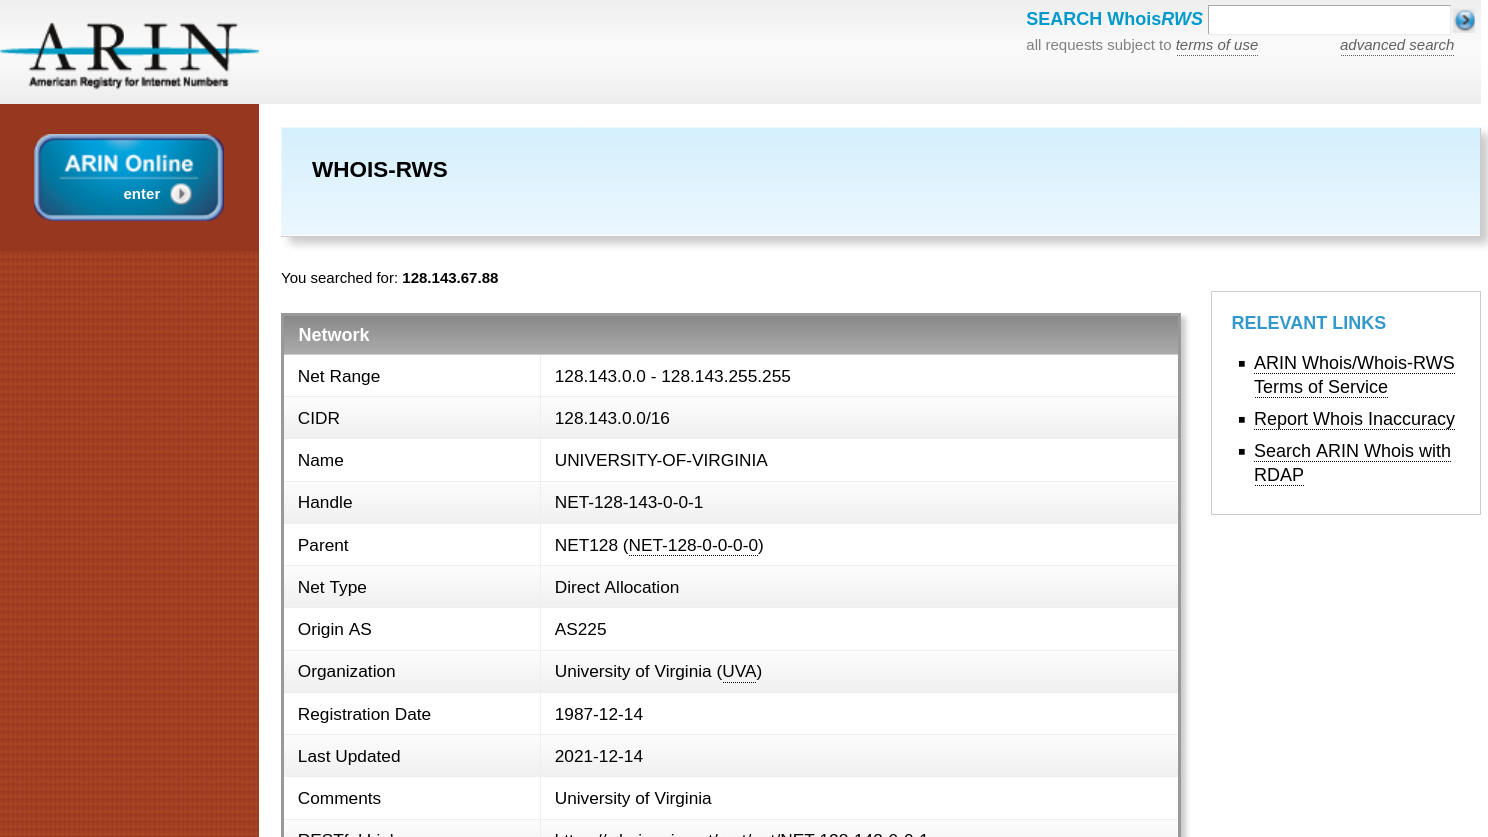 ARIN
American Registry for Internet Numbers
SEARCH WhoisRWS
all requests subject to terms of use
advanced search
ARIN Online
enter
WHOIS-RWS
You searched for: 128.143.67.88
Network
Net Range 128.143.0.0 - 128.143.255.255
CIDR 128.143.0.0/16
Name UNIVERSITY-OF-VIRGINIA
Handle NET-128-143-0-0-1
Parent NET128 (NET-128-0-0-0-0)
Net Type Direct Allocation
Origin AS AS225
Organization University of Virginia (UVA)
Registration Date 1987-12-14
Last Updated 2021-12-14
Comments University of Virginia
RELEVANT LINKS
ARIN Whois/Whois-RWS
Terms of Service
Report Whois Inaccuracy
Search ARIN Whois with
RDAP